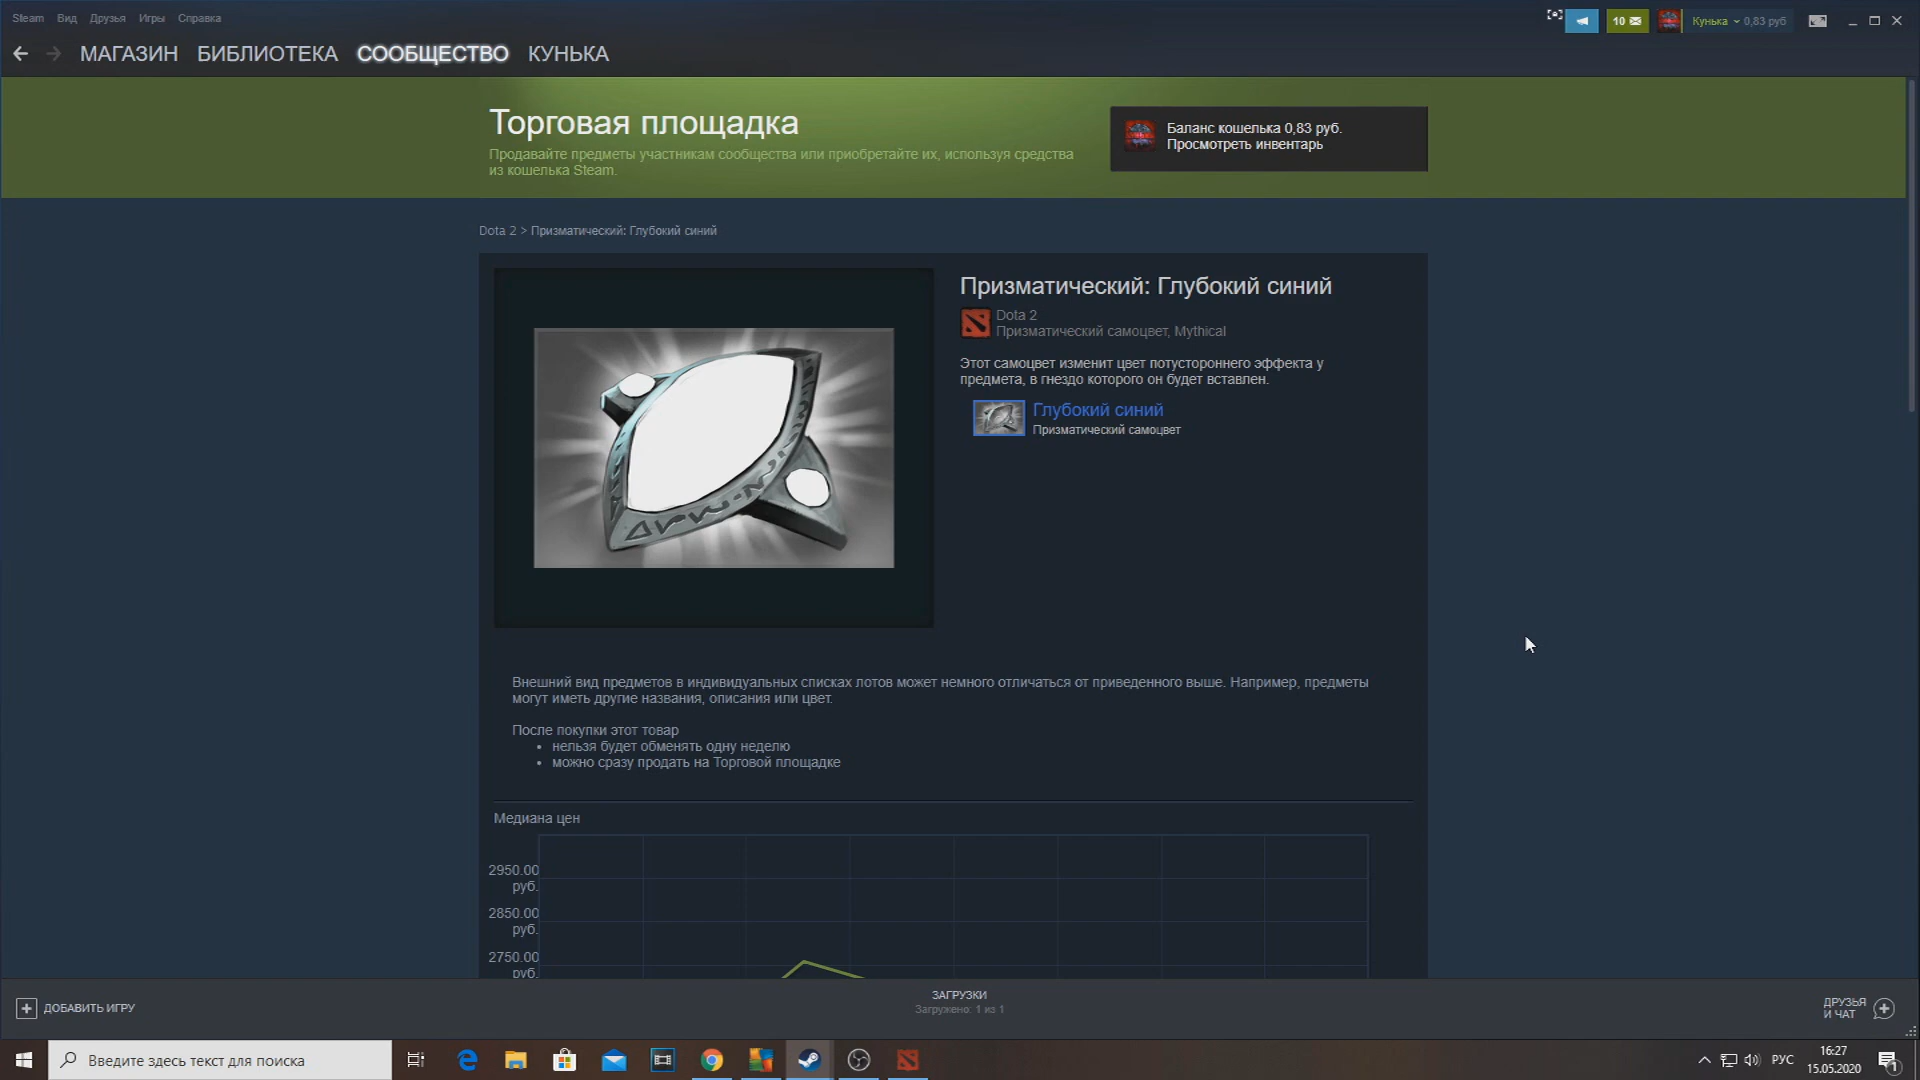 Steam Вид Друзья Игры Справка
10
Кунька 0,83 руб
МАГАЗИН БИБЛИОТЕКА СООБЩЕСТВО КУНЬКА
Торговая площадка
Продавайте предметы участникам сообщества или приобретайте их, используя средства
из кошелька Steam.
Баланс кошелька 0,83 руб.
Просмотреть инвентарь
Dota 2 > Призматический: Глубокий синий
Призматический: Глубокий синий
Dota 2
Призматический самоцвет, Mythical
Этот самоцвет изменит цвет потустороннего эффекта у
предмета, в гнездо которого он будет вставлен.
Глубокий синий
Призматический самоцвет
Внешний вид предметов в индивидуальных списках лотов может немного отличаться от приведенного выше. Например, предметы
могут иметь другие названия, описания или цвет.
После покупки этот товар
• нельзя будет обменять одну неделю
• можно сразу продать на Торговой площадке
Медиана цен
2950.00
руб.
2850.00
руб.
2750.00
руб.
ДОБАВИТЬ ИГРУ
ЗАГРУЗКИ
Загружено: 1 из 1
ДРУЗЬЯ
И ЧАТ
Введите здесь текст для поиска
РУС
16:27
15.05.2020
1